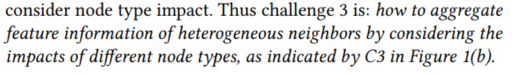 consider node type impact. Thus challenge 3 is: how to aggregate
feature information of heterogeneous neighbors by considering the
impacts of different node types, as indicated by C3 in Figure 1(b).